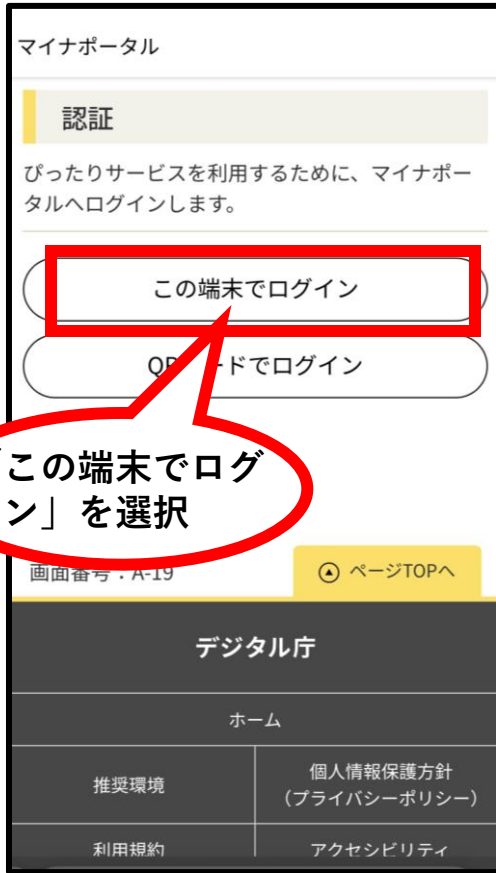 マイナポータル
認証
ぴったりサービスを利用するために、マイナポー
タルへログインします。
この端末でログイン
ドでログイン
この端末でログ
ン」を選択
画面番号：A-19
ページTOPへ
デジタル庁
ホーム
推奨環境
個人情報保護方針
（プライバシーポリシー）
利用規約
アクセシビリティ